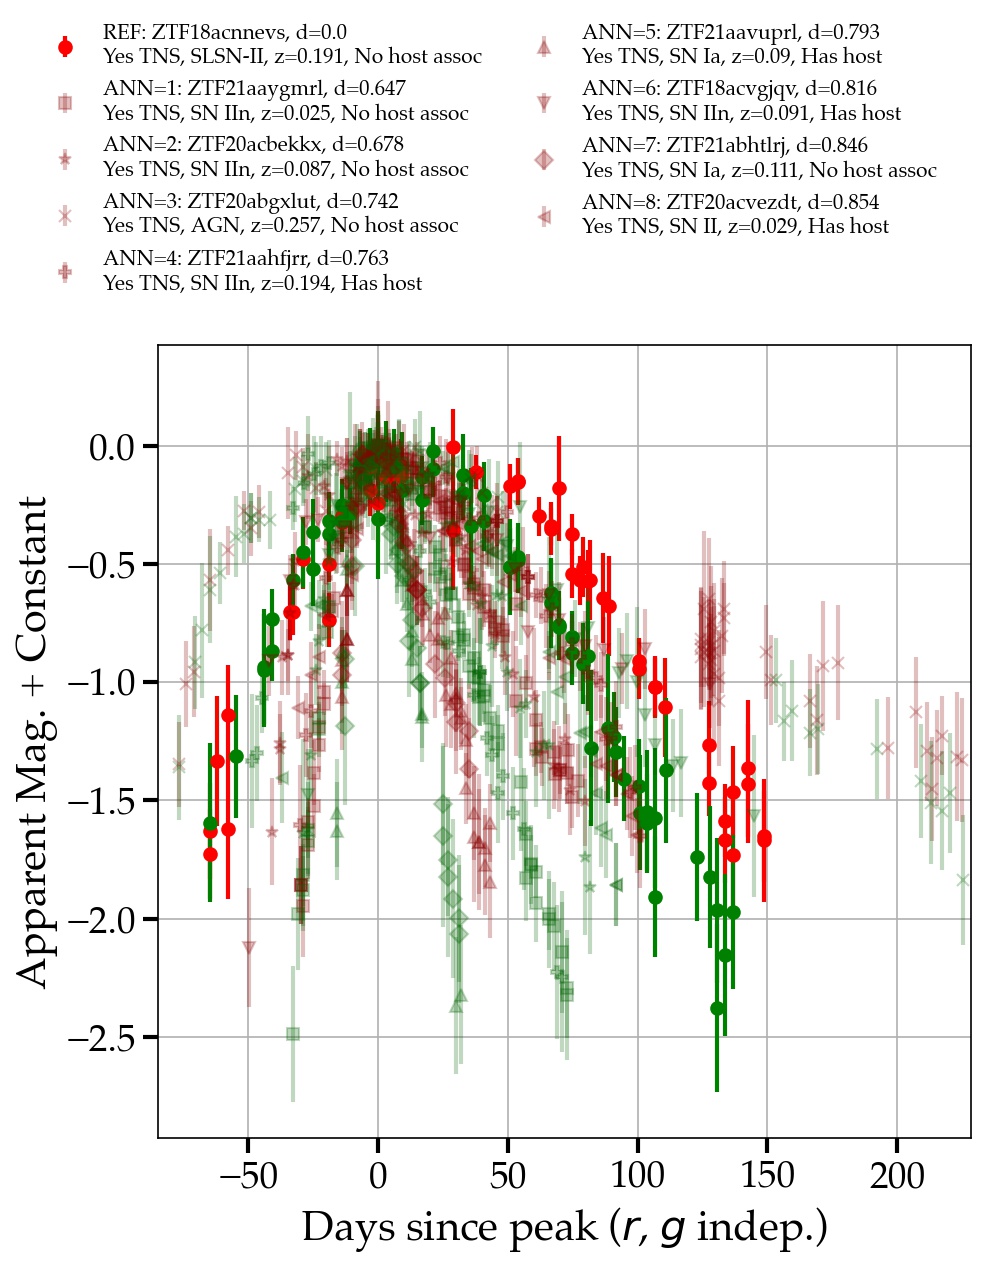 REF: ZTF18acnnevs, d=0.0
Yes TNS, SLSN-II, z=0.191, No host assoc
ANN=1: ZTF21aaygmrl, d=0.647
Yes TNS, SN IIn, z=0.025, No host assoc
ANN=2: ZTF20acbekkx, d=0.678
Yes TNS, SN IIn, z=0.087, No host assoc
ANN=3: ZTF20abgxlut, d=0.742
Yes TNS, AGN, z=0.257, No host assoc
ANN=4: ZTF21aahfjrr, d=0.763
Yes TNS, SN IIn, z=0.194, Has host
ANN=5: ZTF21aavuprl, d=0.793
Yes TNS, SN Ia, z=0.09, Has host
ANN=6: ZTF18acvgjqv, d=0.816
Yes TNS, SN IIn, z=0.091, Has host
ANN=7: ZTF21abhtlrj, d=0.846
Yes TNS, SN Ia, z=0.111, No host assoc
ANN=8: ZTF20acvezdt, d=0.854
Yes TNS, SN II, z=0.029, Has host
Apparent Mag. + Constant
0.0
−0.5
−1.0
−1.5
−2.0
−2.5
−50 0 50 100 150 200
Days since peak (r, g indep.)